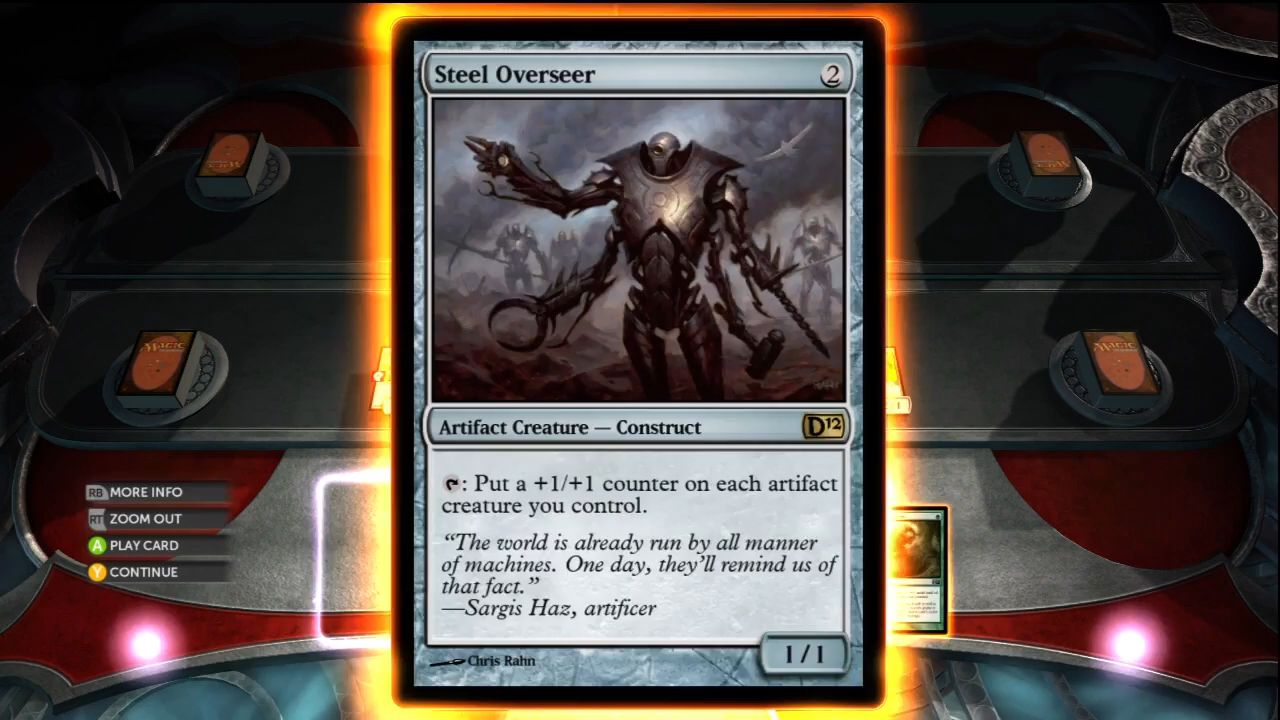 Steel Overseer 2
Artifact Creature — Construct D12
: Put a +1/+1 counter on each artifact
creature you control.
“The world is already run by all manner
of machines. One day, they’ll remind us of
that fact.”
—Sargis Haz, artificer
1/1
Chris Rahn
RB MORE INFO
RT ZOOM OUT
A PLAY CARD
Y CONTINUE
MAGIC
MAGIC